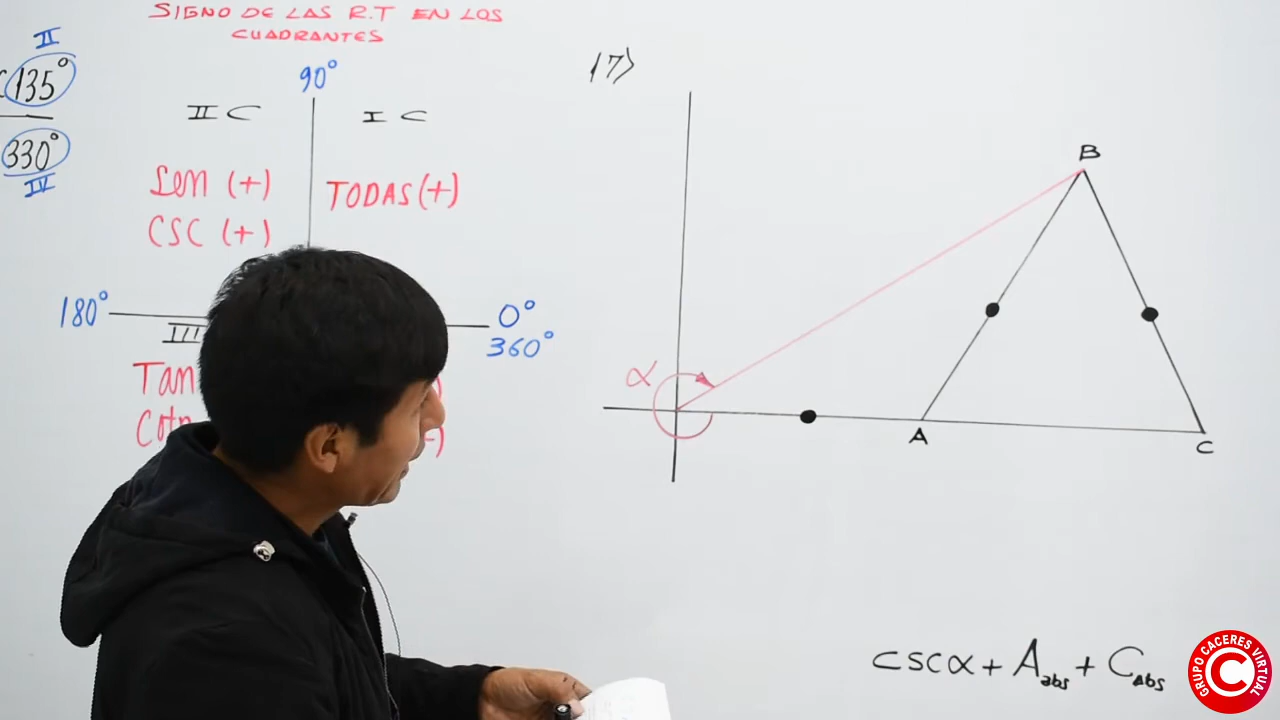 SIGNO DE LAS R.T EN LOS
CUADRANTES
II
135°
330°
IV
90°
II C
I C
Sen (+)
CSC (+)
TODAS (+)
180°
0°
360°
III
Tan
17)
B
α
A
C
cscα + Aabs + Cabs
GRUPO CACERES VIRTUAL
C